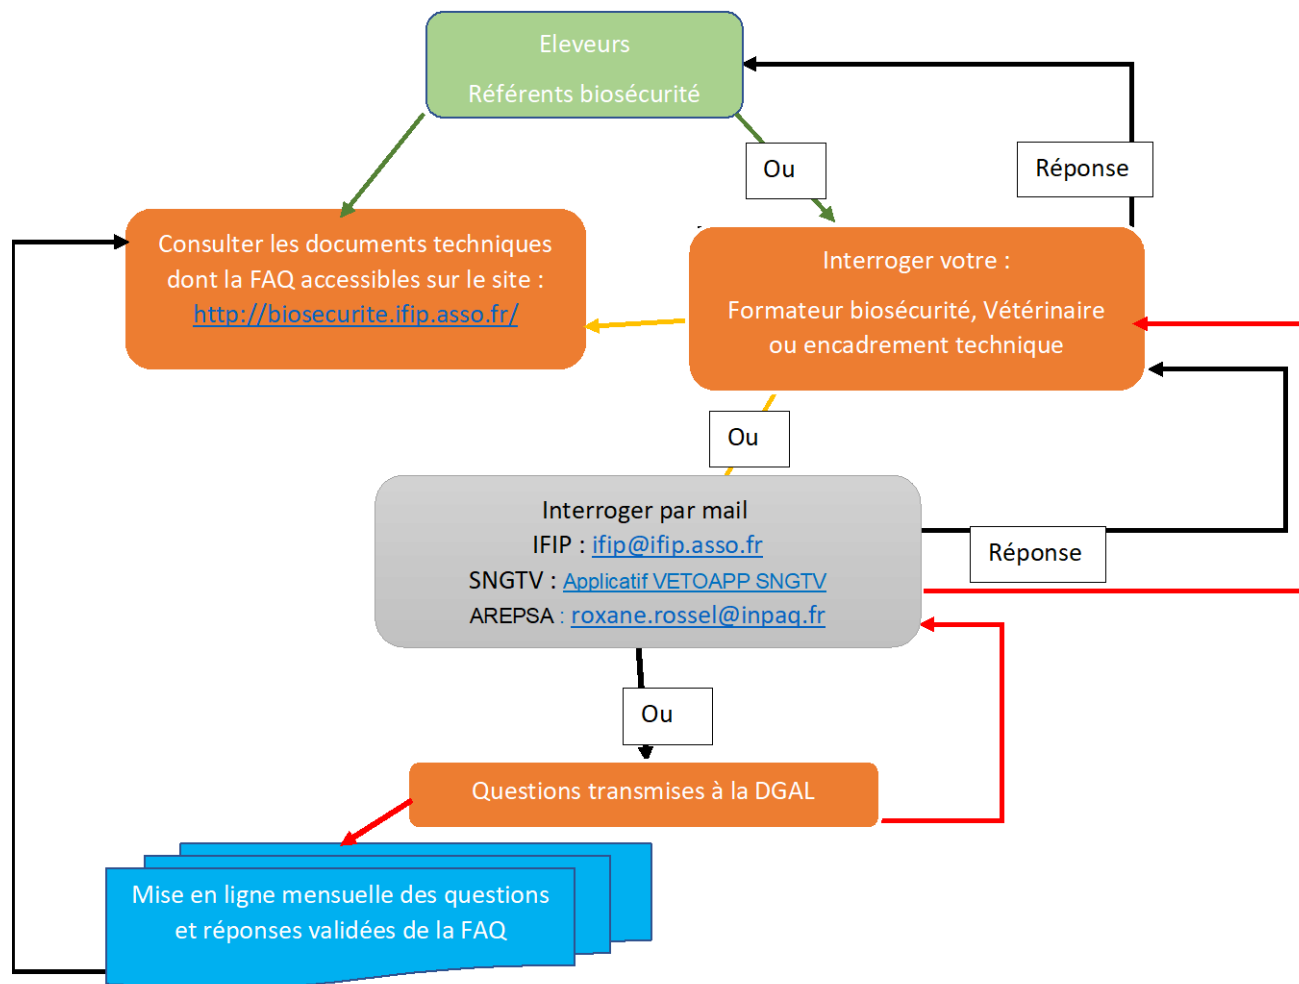 Eleveurs
Référents biosécurité
Ou
Réponse
Consulter les documents techniques
dont la FAQ accessibles sur le site :
http://biosecurite.ifip.asso.fr/
Interroger votre :
Formateur biosécurité, Vétérinaire
ou encadrement technique
Ou
Interroger par mail
IFIP : ifip@ifip.asso.fr
SNGTV : Applicatif VETOAPP SNGTV
AREPSA : roxane.rossel@inpaq.fr
Réponse
Ou
Questions transmises à la DGAL
Mise en ligne mensuelle des questions
et réponses validées de la FAQ